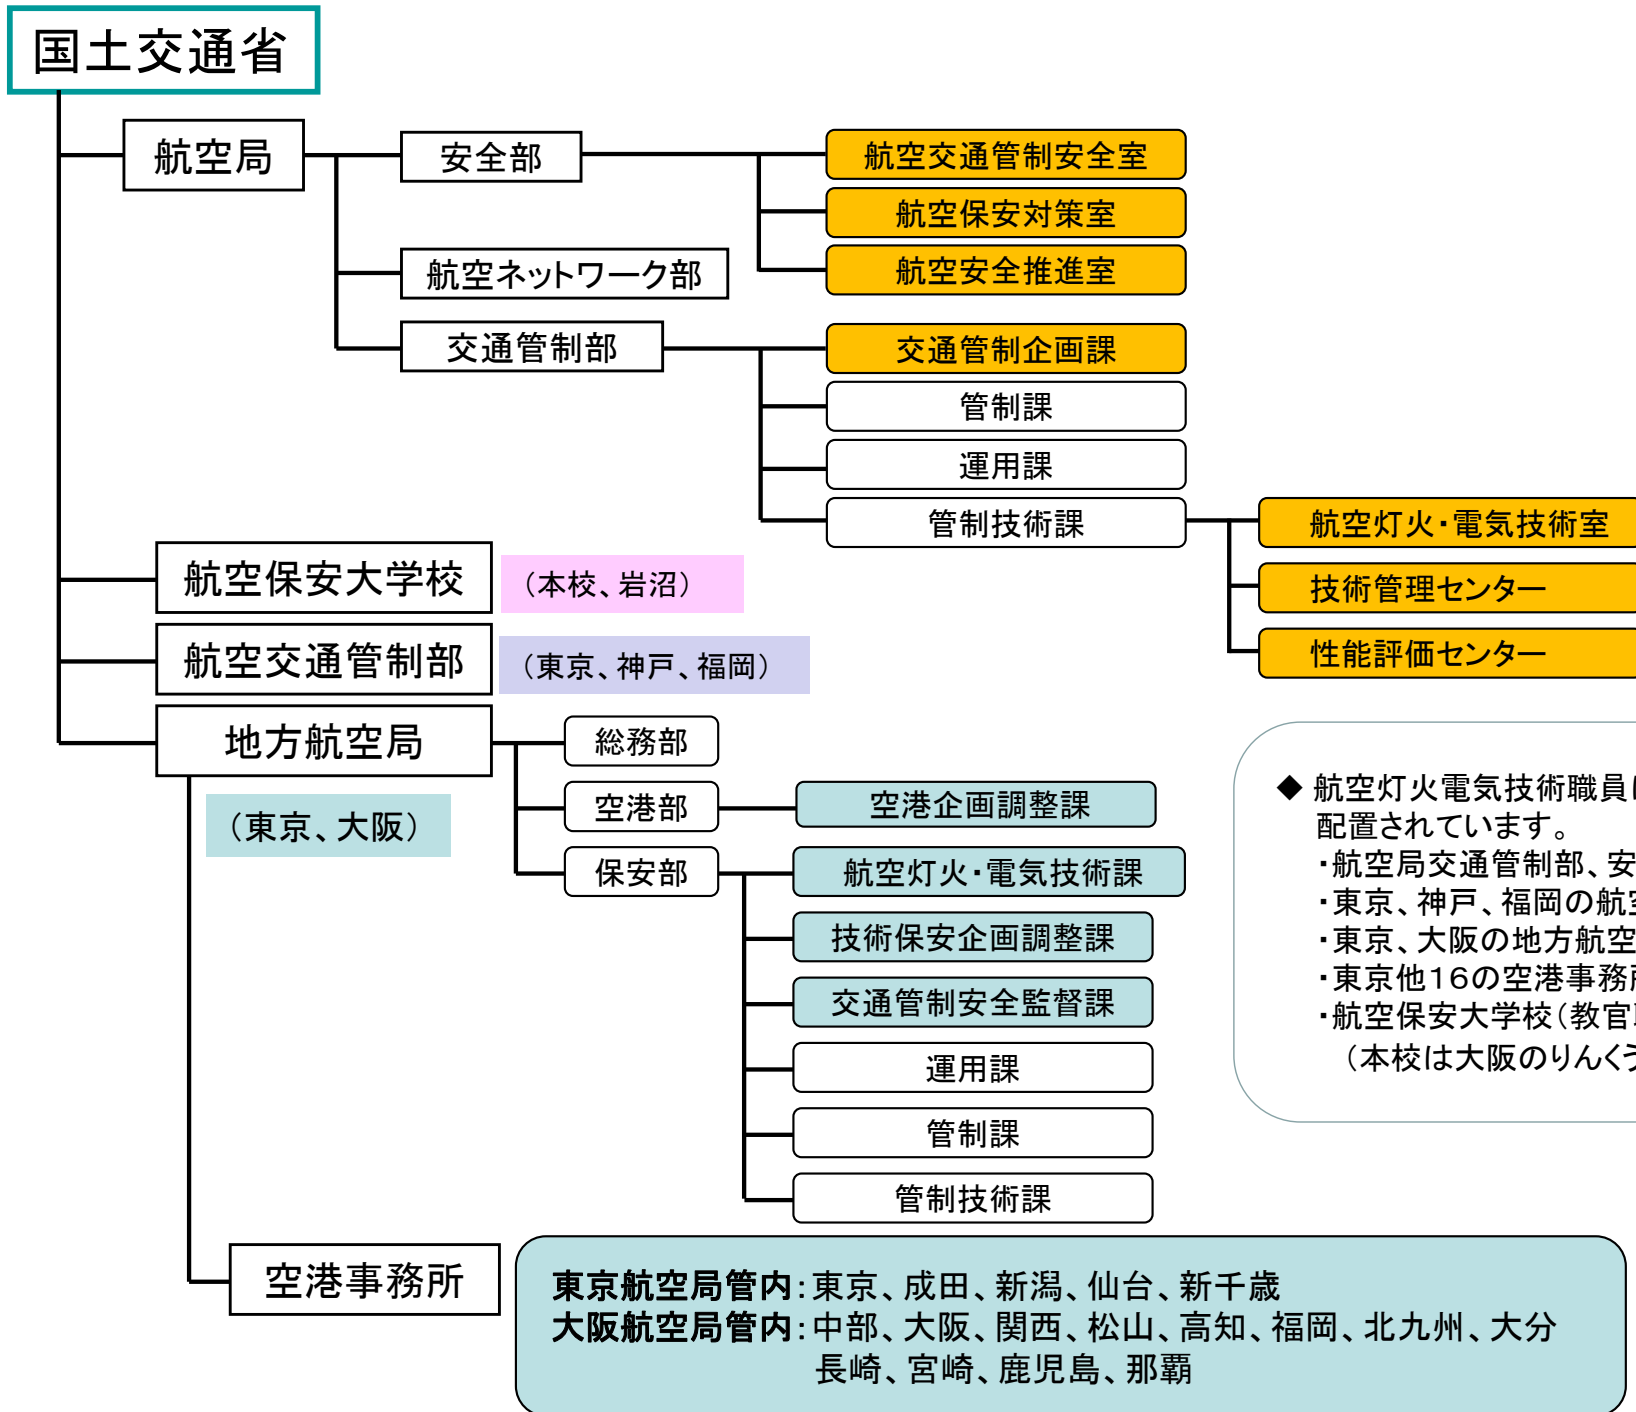 国土交通省
航空局
安全部
航空交通管制安全室
航空保安対策室
航空安全推進室
航空ネットワーク部
交通管制部
交通管制企画課
管制課
運用課
管制技術課
航空灯火・電気技術室
技術管理センター
性能評価センター
航空保安大学校
（本校、岩沼）
航空交通管制部
（東京、神戸、福岡）
地方航空局
（東京、大阪）
総務部
空港部
空港企画調整課
保安部
航空灯火・電気技術課
技術保安企画調整課
交通管制安全監督課
運用課
管制課
管制技術課
◆ 航空灯火電気技術職員
配置されています。
・航空局交通管制部、安
・東京、神戸、福岡の航
・東京、大阪の地方航空
・東京他16の空港事務
・航空保安大学校（教官
（本校は大阪のりんく
空港事務所
東京航空局管内：東京、成田、新潟、仙台、新千歳
大阪航空局管内：中部、大阪、関西、松山、高知、福岡、北九州、大分
長崎、宮崎、鹿児島、那覇